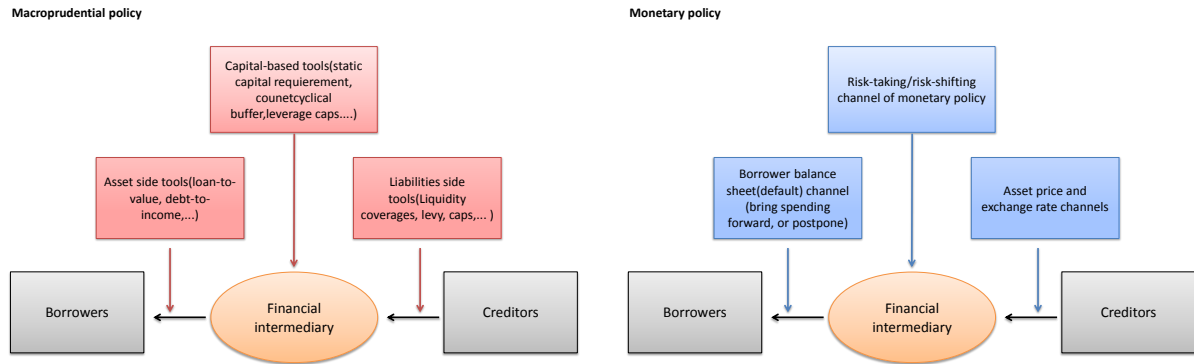 Macroprudential policy
Capital-based tools(static
capital requierement,
counetcyclical
buffer,leverage caps....)
Asset side tools(loan-to-
value, debt-to-
income,...)
Liabilities side
tools(Liquidity
coverages, levy, caps,... )
Borrowers
Financial
intermediary
Creditors
Monetary policy
Risk-taking/risk-shifting
channel of monetary policy
Borrower balance
sheet(default) channel
(bring spending
forward, or postpone)
Asset price and
exchange rate channels
Borrowers
Financial
intermediary
Creditors